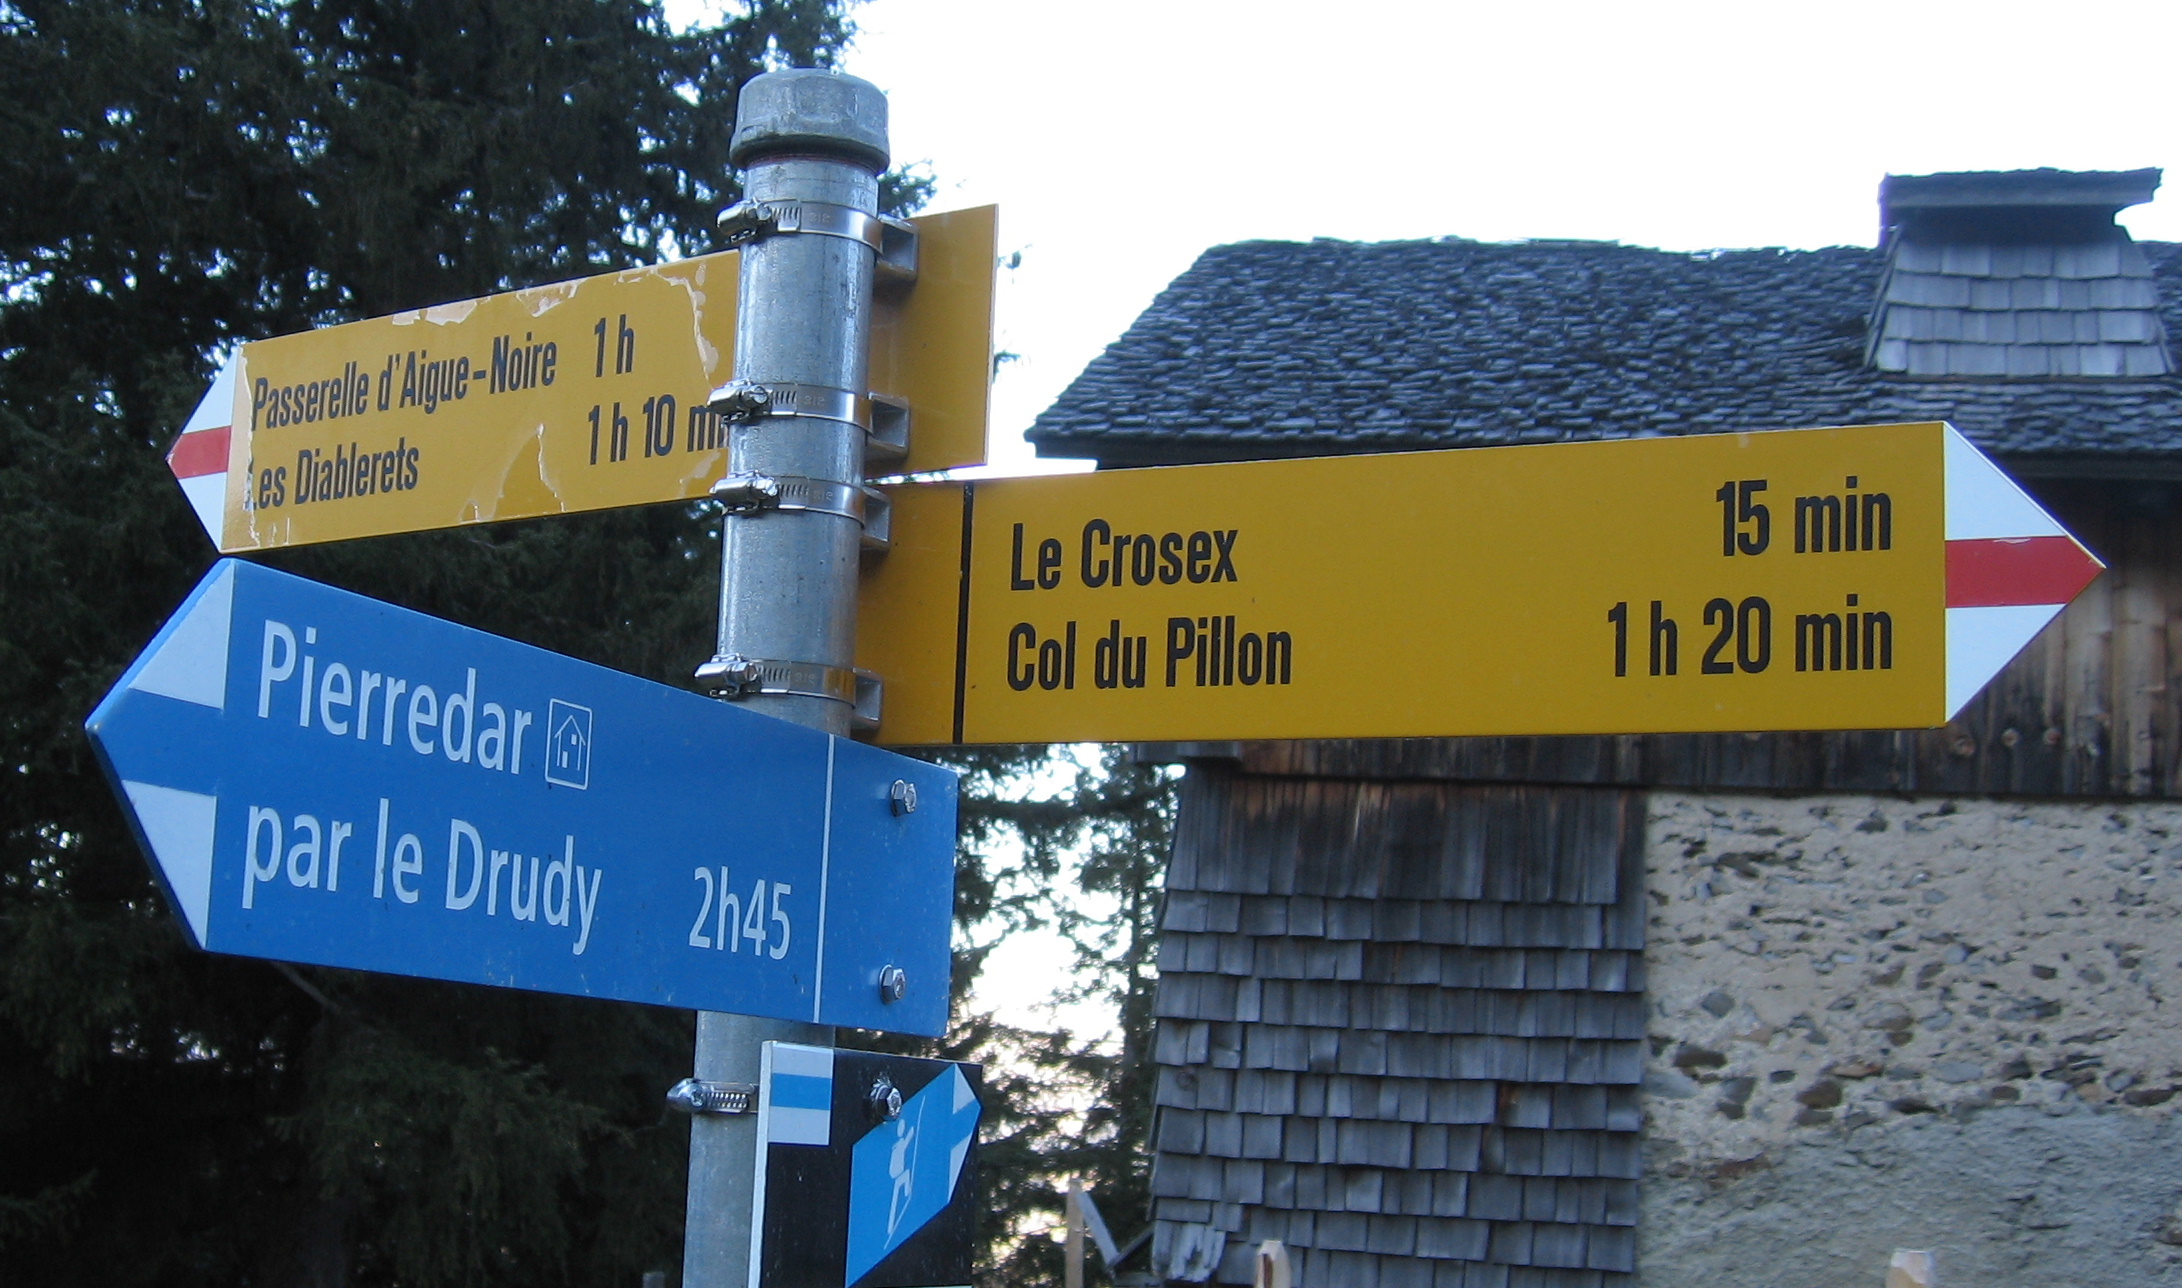 Passerelle d'Aigue-Noire 1 h
Les Diablerets 1 h 10 min
Le Crosex 15 min
Col du Pillon 1 h 20 min
Pierredar
par le Drudy 2h45